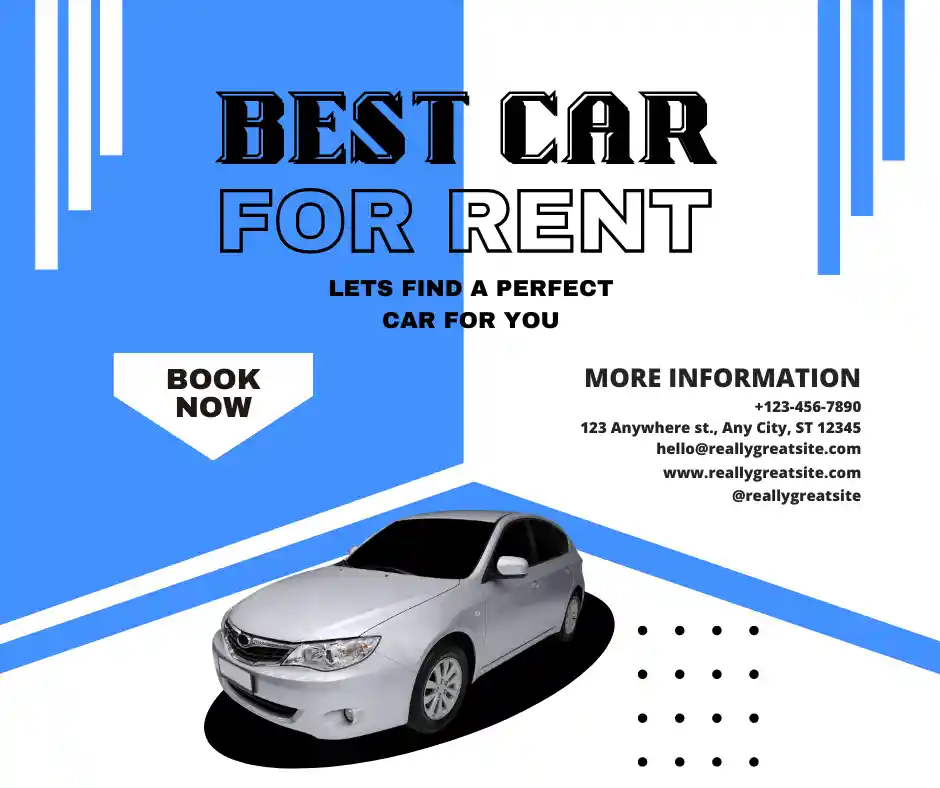 BEST CAR
FOR RENT
LETS FIND A PERFECT
CAR FOR YOU
BOOK
NOW
MORE INFORMATION
+123-456-7890
123 Anywhere st., Any City, ST 12345
hello@reallygreatsite.com
www.reallygreatsite.com
@reallygreatsite